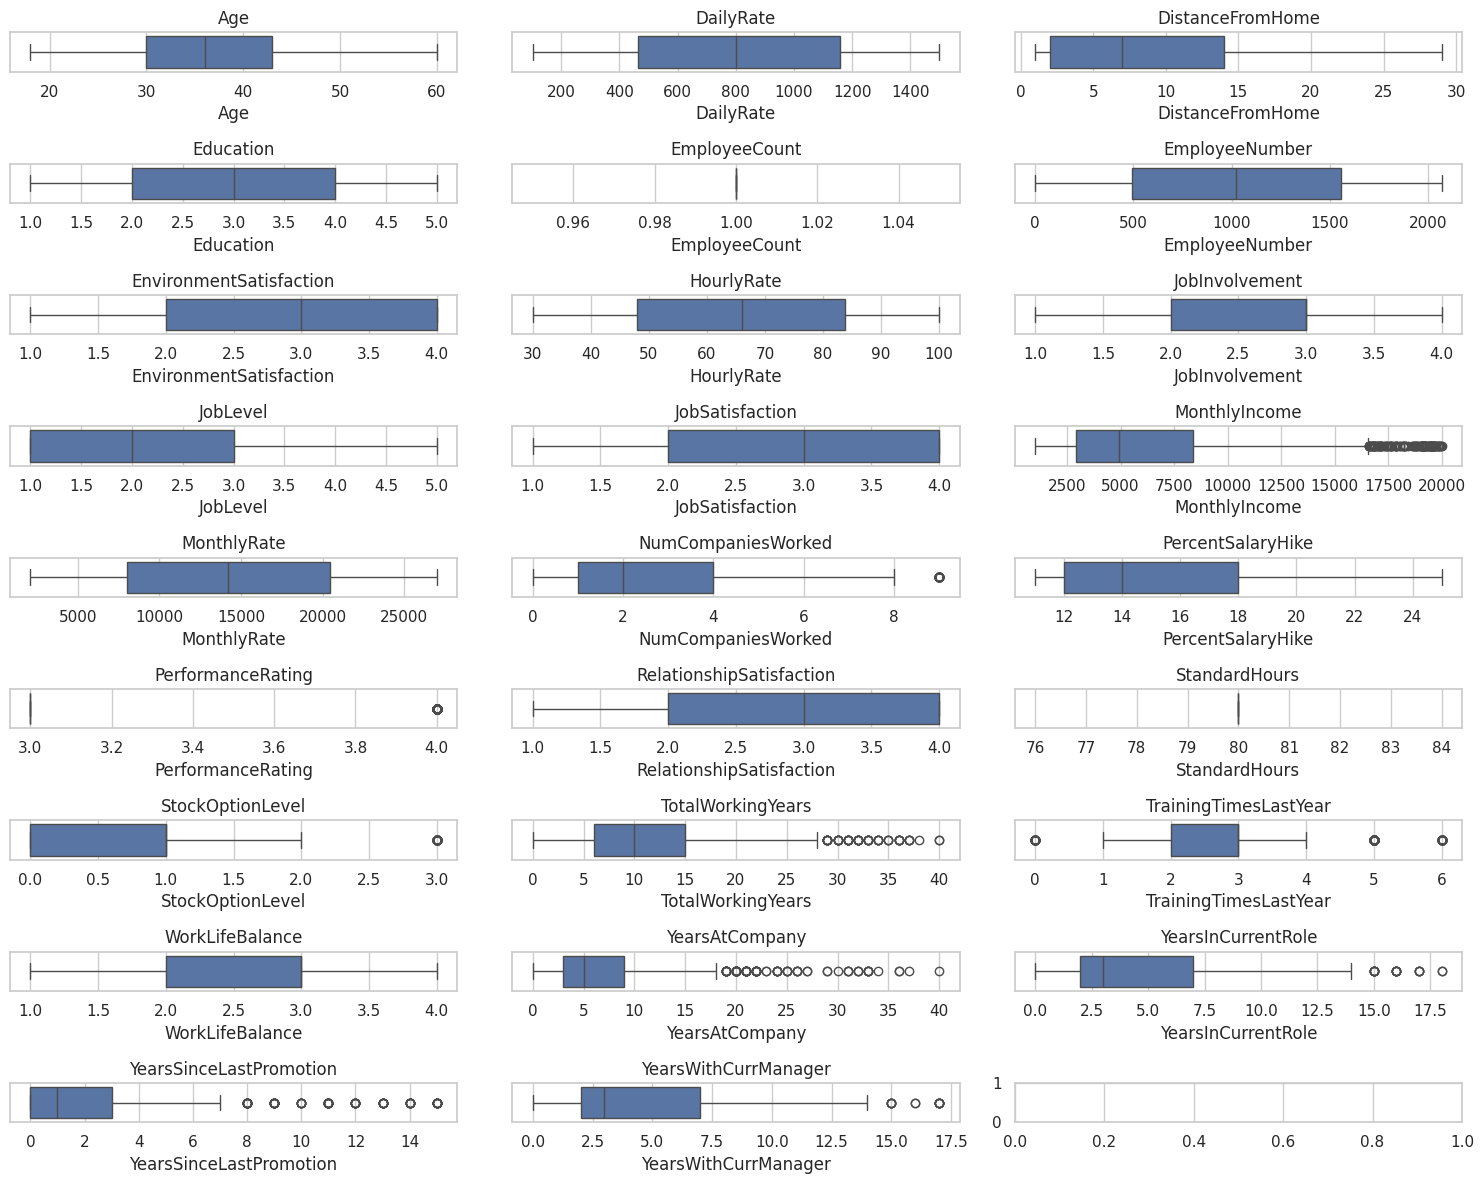 Age DailyRate DistanceFromHome
20 30 40 50 60 200 400 600 800 1000 1200 1400 0 5 10 15 20 25 30
Age DailyRate DistanceFromHome
Education EmployeeCount EmployeeNumber
1.0 1.5 2.0 2.5 3.0 3.5 4.0 4.5 5.0 0.96 0.98 1.00 1.02 1.04 0 500 1000 1500 2000
Education EmployeeCount EmployeeNumber
EnvironmentSatisfaction HourlyRate JobInvolvement
1.0 1.5 2.0 2.5 3.0 3.5 4.0 30 40 50 60 70 80 90 100 1.0 1.5 2.0 2.5 3.0 3.5 4.0
EnvironmentSatisfaction HourlyRate JobInvolvement
JobLevel JobSatisfaction MonthlyIncome
1.0 1.5 2.0 2.5 3.0 3.5 4.0 4.5 5.0 1.0 1.5 2.0 2.5 3.0 3.5 4.0 2500 5000 7500 10000 12500 15000 17500 20000
JobLevel JobSatisfaction MonthlyIncome
MonthlyRate NumCompaniesWorked PercentSalaryHike
5000 10000 15000 20000 25000 0 2 4 6 8 12 14 16 18 20 22 24
MonthlyRate NumCompaniesWorked PercentSalaryHike
PerformanceRating RelationshipSatisfaction StandardHours
3.0 3.2 3.4 3.6 3.8 4.0 1.0 1.5 2.0 2.5 3.0 3.5 4.0 76 77 78 79 80 81 82 83 84
PerformanceRating RelationshipSatisfaction StandardHours
StockOptionLevel TotalWorkingYears TrainingTimesLastYear
0.0 0.5 1.0 1.5 2.0 2.5 3.0 0 5 10 15 20 25 30 35 40 0 1 2 3 4 5 6
StockOptionLevel TotalWorkingYears TrainingTimesLastYear
WorkLifeBalance YearsAtCompany YearsInCurrentRole
1.0 1.5 2.0 2.5 3.0 3.5 4.0 0 5 10 15 20 25 30 35 40 0.0 2.5 5.0 7.5 10.0 12.5 15.0 17.5
WorkLifeBalance YearsAtCompany YearsInCurrentRole
YearsSinceLastPromotion YearsWithCurrManager
1
0
0 2 4 6 8 10 12 14 0.0 2.5 5.0 7.5 10.0 12.5 15.0 17.5 0.0 0.2 0.4 0.6 0.8 1.0
YearsSinceLastPromotion YearsWithCurrManager